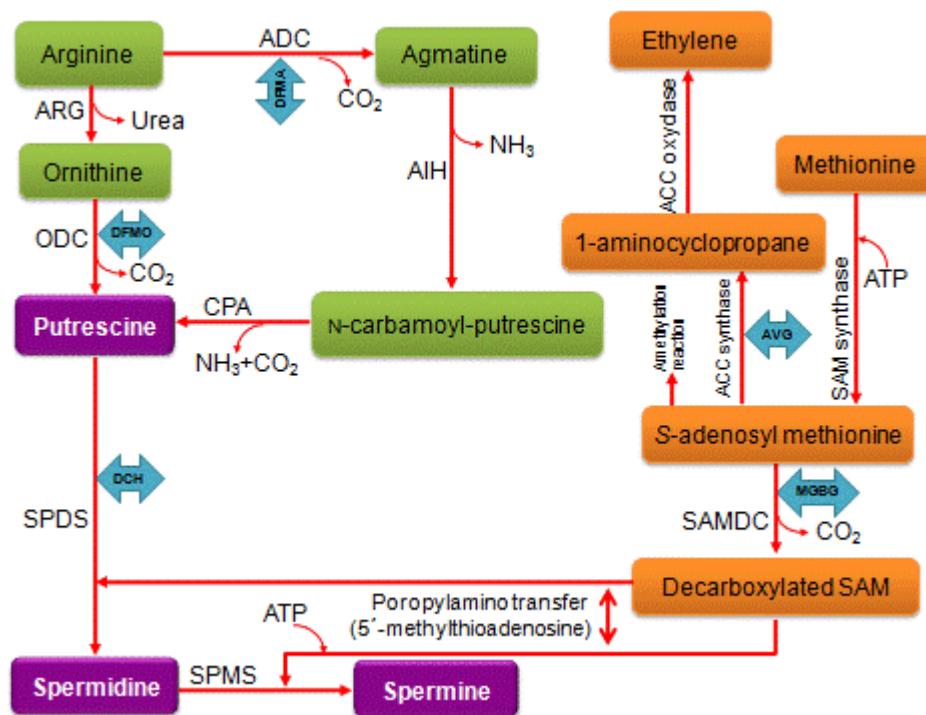 Arginine
ADC
Agmatine
Ethylene
DFMA
CO2
ARG
Urea
NH3
ACC oxydase
Methionine
Ornithine
AIH
ODC
DFMO
CO2
1-aminocyclopropane
ATP
SAM synthase
Putrescine
CPA
N-carbamoyl-putrescine
NH3+CO2
Amethylation
reaction
ACC synthase
AVG
S-adenosyl methionine
DCH
MGBG
SPDS
SAMDC
CO2
Decarboxylated SAM
Poropylamino transfer
(5´-methylthioadenosine)
ATP
Spermidine
SPMS
Spermine